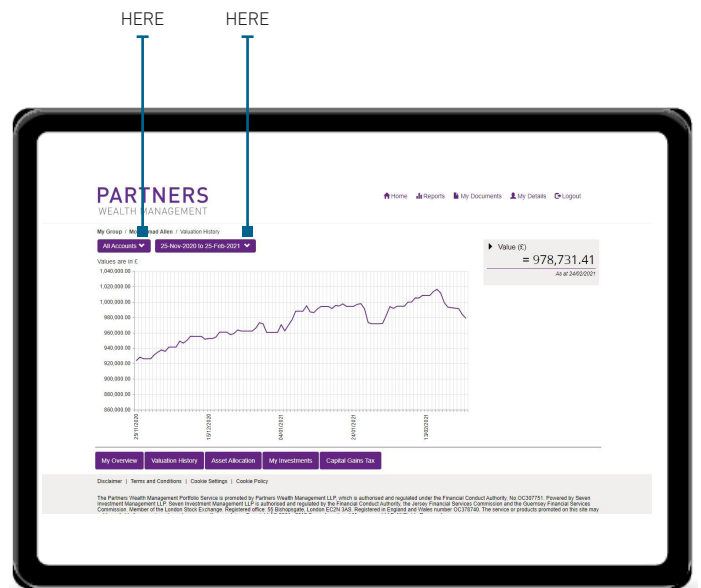 HERE HERE
PARTNERS
WEALTH MANAGEMENT
Home Reports My Documents My Details Logout
My Group / Allen / Valuation History
All Accounts 25-Nov-2020 to 25-Feb-2021
Value (£)
= 978,731.41
As at 24/02/2021
Values are in £
1,040,000.00
1,020,000.00
1,000,000.00
980,000.00
960,000.00
940,000.00
920,000.00
900,000.00
880,000.00
860,000.00
25/11/2020 15/12/2020 04/01/2021 24/01/2021 13/02/2021
My Overview Valuation History Asset Allocation My Investments Capital Gains Tax
Disclaimer | Terms and Conditions | Cookie Settings | Cookie Policy
The Partners Wealth Management Portfolio Service is promoted by Partners Wealth Management LLP, which is authorised and regulated under the Financial Conduct Authority, No OC307751. Powered by Seven
Investment Management LLP. Seven Investment Management LLP is authorised and regulated by the Financial Conduct Authority, the Jersey Financial Services Commission and the Guernsey Financial Services
Commission. Member of the London Stock Exchange. Registered office: 55 Bishopsgate, London EC2N 3AS. Registered in England and Wales number OC378740. The service or products promoted on this site may